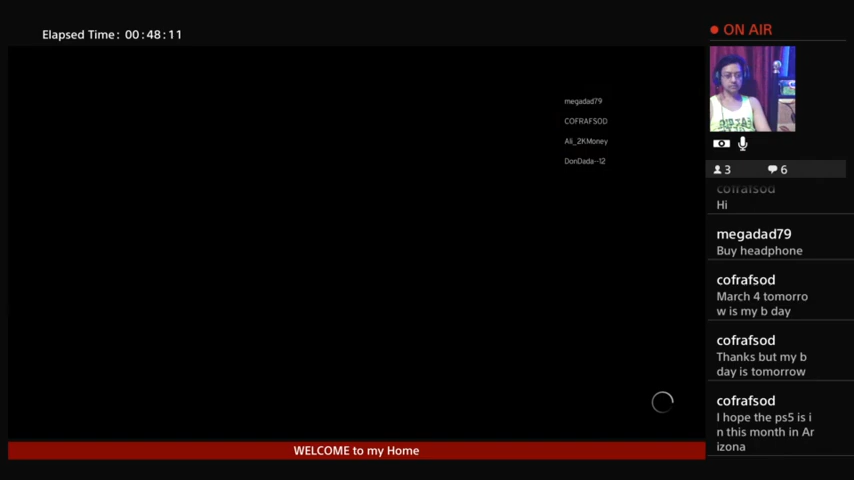 Elapsed Time: 00:48:11
ON AIR
megadad79
COFRAFSOD
Ali_2KMoney
DonDada--12
3
6
cofrafsod
Hi
megadad79
Buy headphone
cofrafsod
March 4 tomorro
w is my b day
cofrafsod
Thanks but my b
day is tomorrow
cofrafsod
I hope the ps5 is i
n this month in Ar
izona
WELCOME to my Home